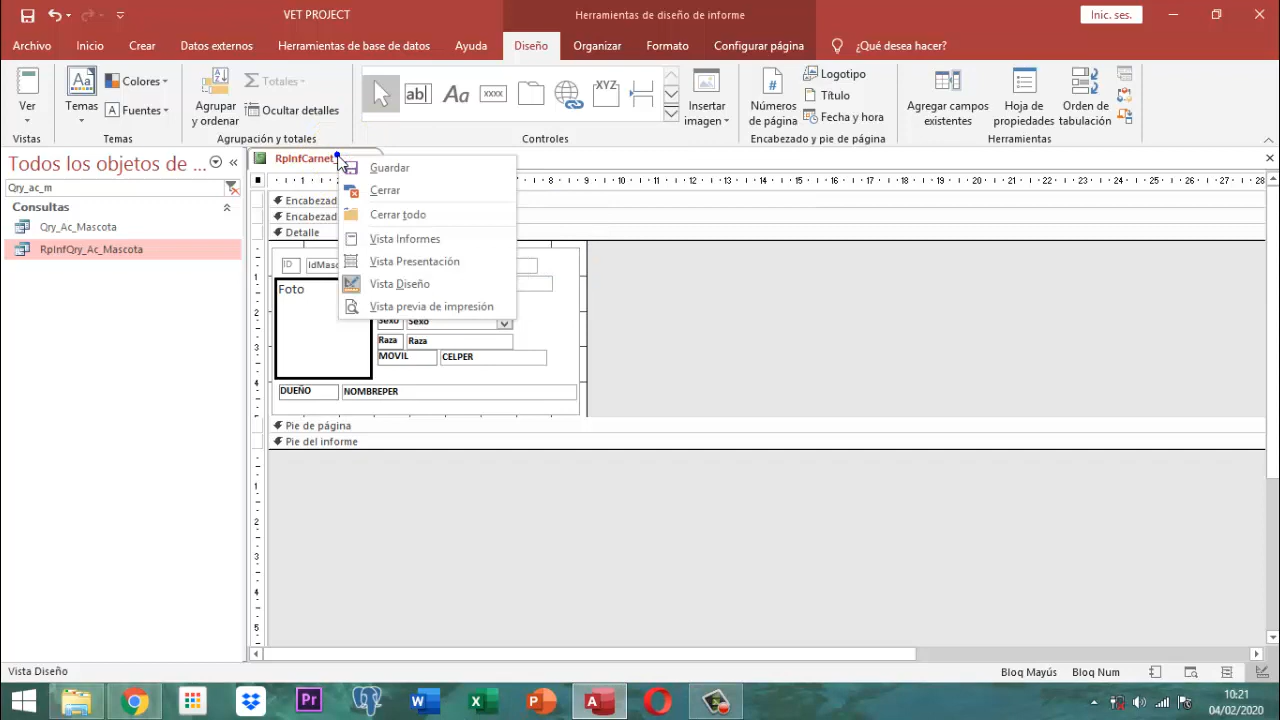 VET PROJECT
Herramientas de diseño de informe
Inic. ses.
Archivo
Inicio
Crear
Datos externos
Herramientas de base de datos
Ayuda
Diseño
Organizar
Formato
Configurar página
¿Qué desea hacer?
Ver
Temas
Colores
Fuentes
Agrupar
y ordenar
Totales
Ocultar detalles
ab|
Aa
xxxx
XYZ
Insertar
imagen
Números
de página
Logotipo
Título
Fecha y hora
Agregar campos
existentes
Hoja de
propiedades
Orden de
tabulación
Vistas
Temas
Agrupación y totales
Controles
Encabezado y pie de página
Herramientas
Todos los objetos de ...
Qry_ac_m
Consultas
Qry_Ac_Mascota
RpInfQry_Ac_Mascota
RpInfCarnet
Guardar
Cerrar
Cerrar todo
Vista Informes
Vista Presentación
Vista Diseño
Vista previa de impresión
Detalle
ID
Foto
Sexo
Sexo
Raza
Raza
MOVIL
CELPER
DUEÑO
NOMBREPER
Pie de página
Pie del informe
Vista Diseño
Bloq Mayús
Bloq Num
10:21
04/02/2020